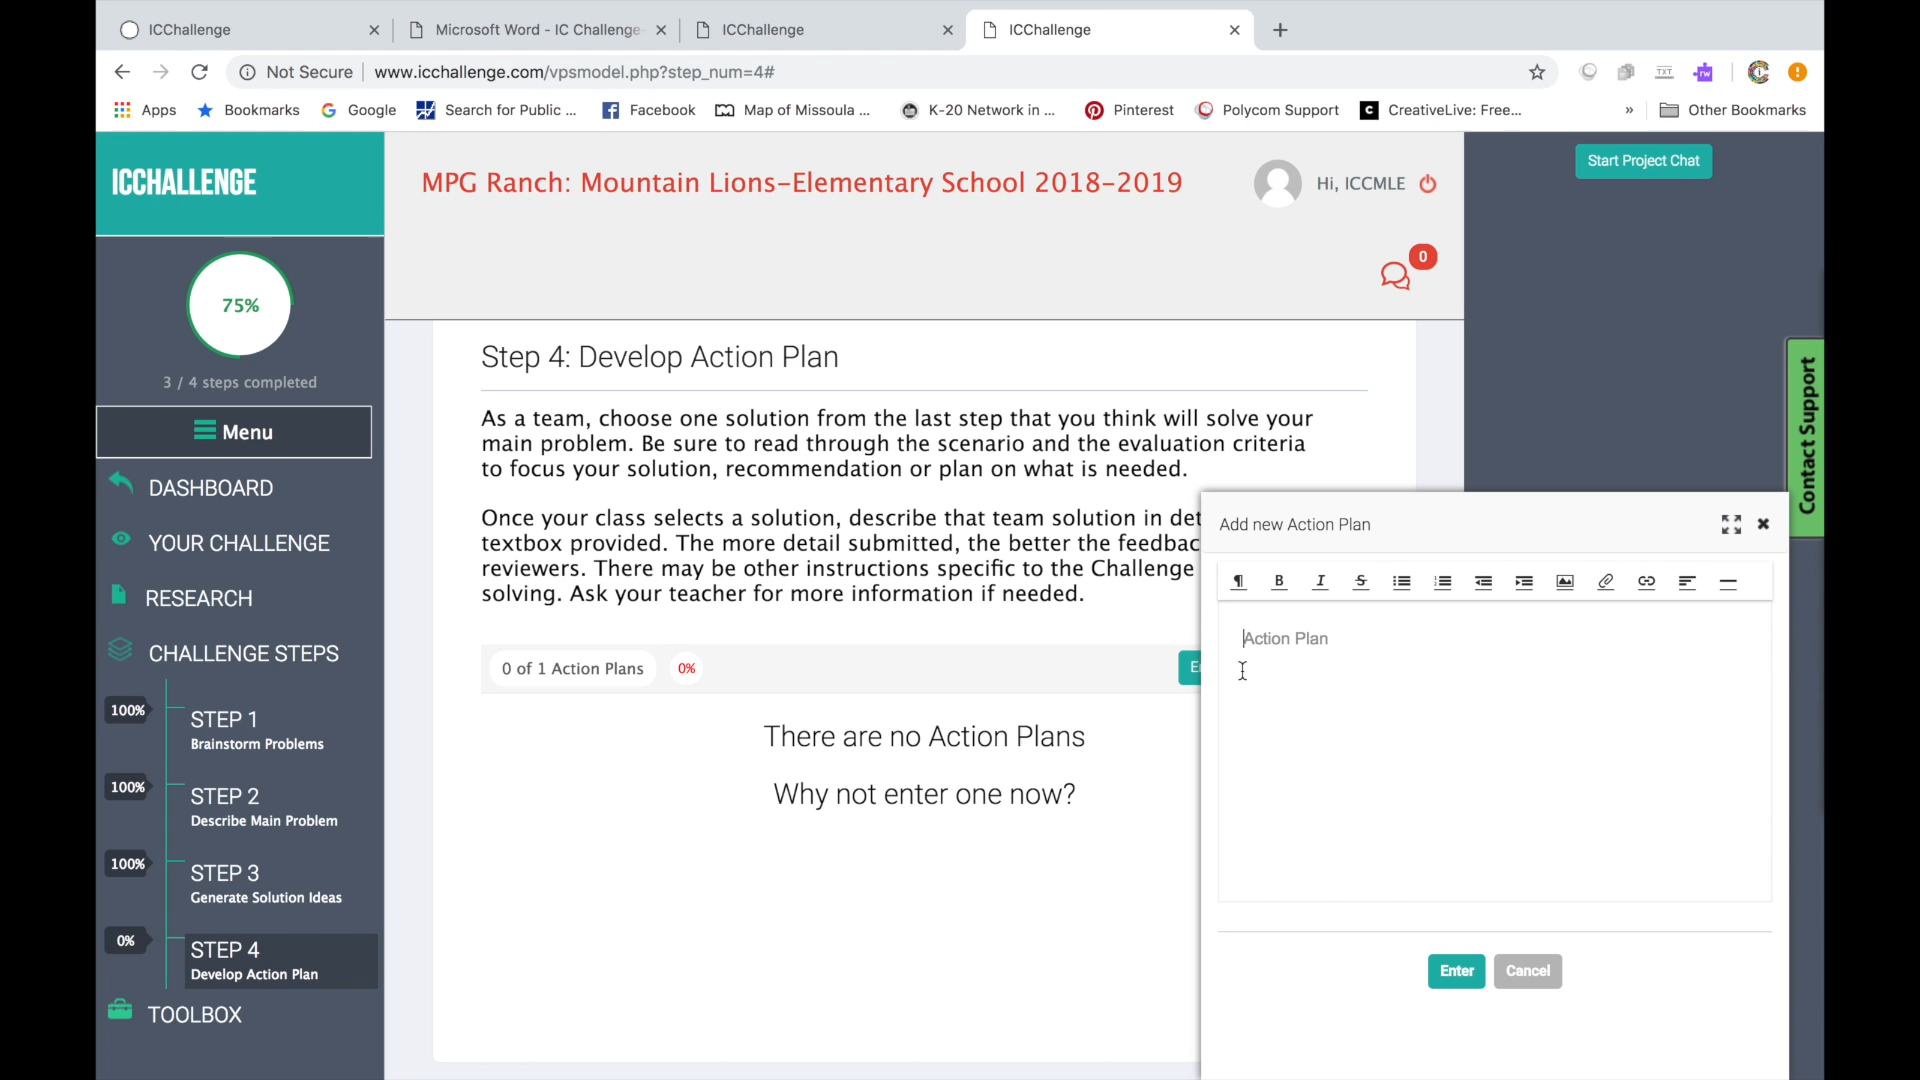 ICChallenge
Microsoft Word - IC Challenge-
ICChallenge
ICChallenge
Not Secure
www.icchallenge.com/vpsmodel.php?step_num=4#
TXT
rw
Apps
Bookmarks
Google
Search for Public ...
Facebook
Map of Missoula ...
K-20 Network in ...
Pinterest
Polycom Support
CreativeLive: Free...
»
Other Bookmarks
ICCHALLENGE
MPG Ranch: Mountain Lions-Elementary School 2018-2019
Hi, ICCMLE
Start Project Chat
0
75%
3 / 4 steps completed
Menu
DASHBOARD
YOUR CHALLENGE
RESEARCH
CHALLENGE STEPS
100%
STEP 1
Brainstorm Problems
100%
STEP 2
Describe Main Problem
100%
STEP 3
Generate Solution Ideas
0%
STEP 4
Develop Action Plan
TOOLBOX
Step 4: Develop Action Plan
As a team, choose one solution from the last step that you think will solve your
main problem. Be sure to read through the scenario and the evaluation criteria
to focus your solution, recommendation or plan on what is needed.
Once your class selects a solution, describe that team solution in det
textbox provided. The more detail submitted, the better the feedbac
reviewers. There may be other instructions specific to the Challenge
solving. Ask your teacher for more information if needed.
0 of 1 Action Plans
0%
There are no Action Plans
Why not enter one now?
Contact Support
Add new Action Plan
Action Plan
Enter
Cancel